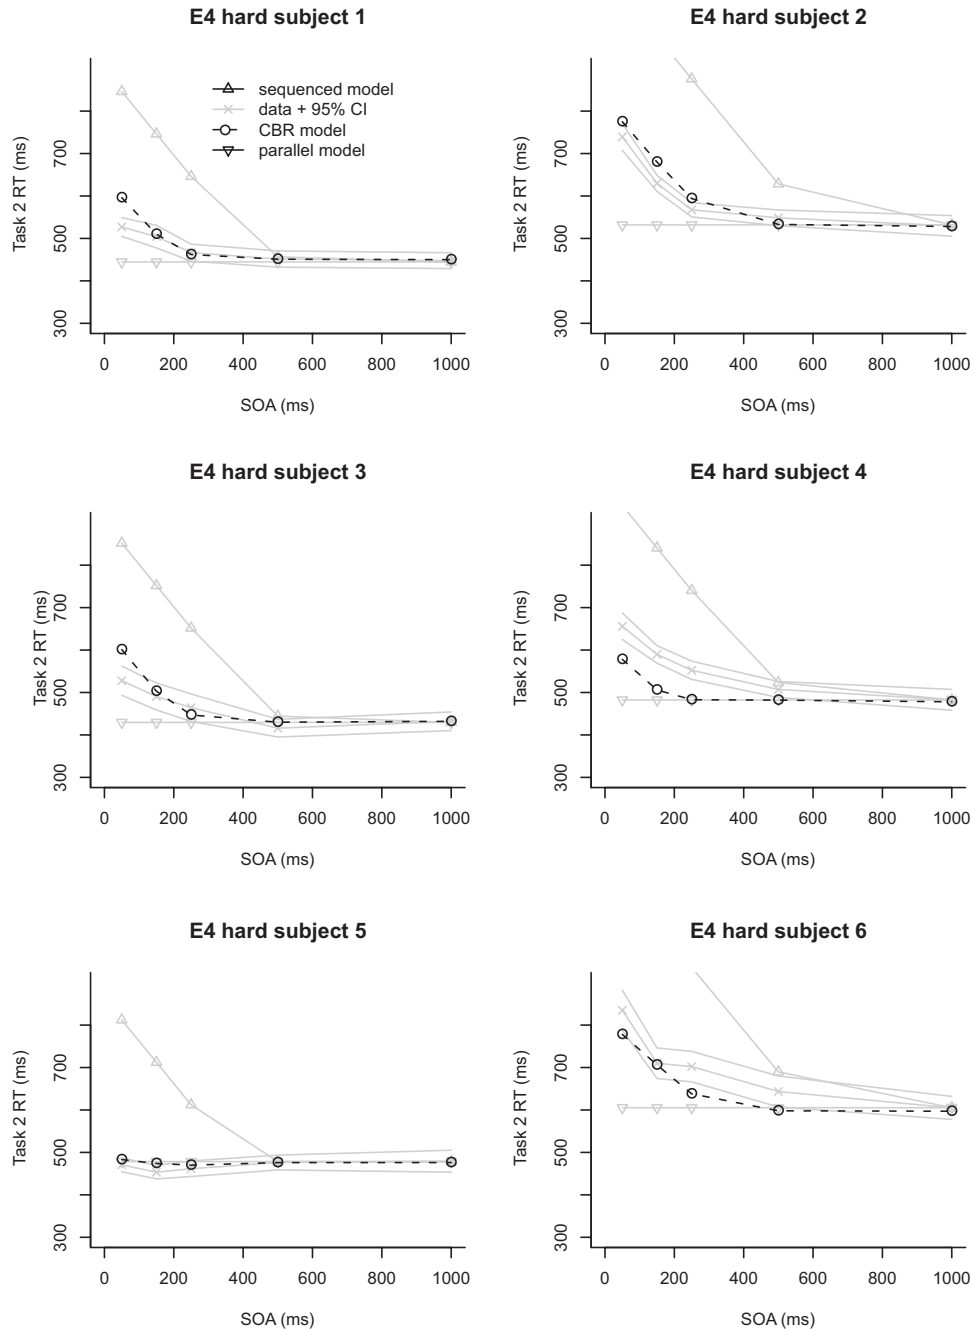 E4 hard subject 1
sequenced model
data + 95% CI
CBR model
parallel model
Task 2 RT (ms)
700
500
300
0 200 400 600 800 1000
SOA (ms)
E4 hard subject 2
Task 2 RT (ms)
700
500
300
0 200 400 600 800 1000
SOA (ms)
E4 hard subject 3
Task 2 RT (ms)
700
500
300
0 200 400 600 800 1000
SOA (ms)
E4 hard subject 4
Task 2 RT (ms)
700
500
300
0 200 400 600 800 1000
SOA (ms)
E4 hard subject 5
Task 2 RT (ms)
700
500
300
0 200 400 600 800 1000
SOA (ms)
E4 hard subject 6
Task 2 RT (ms)
700
500
300
0 200 400 600 800 1000
SOA (ms)